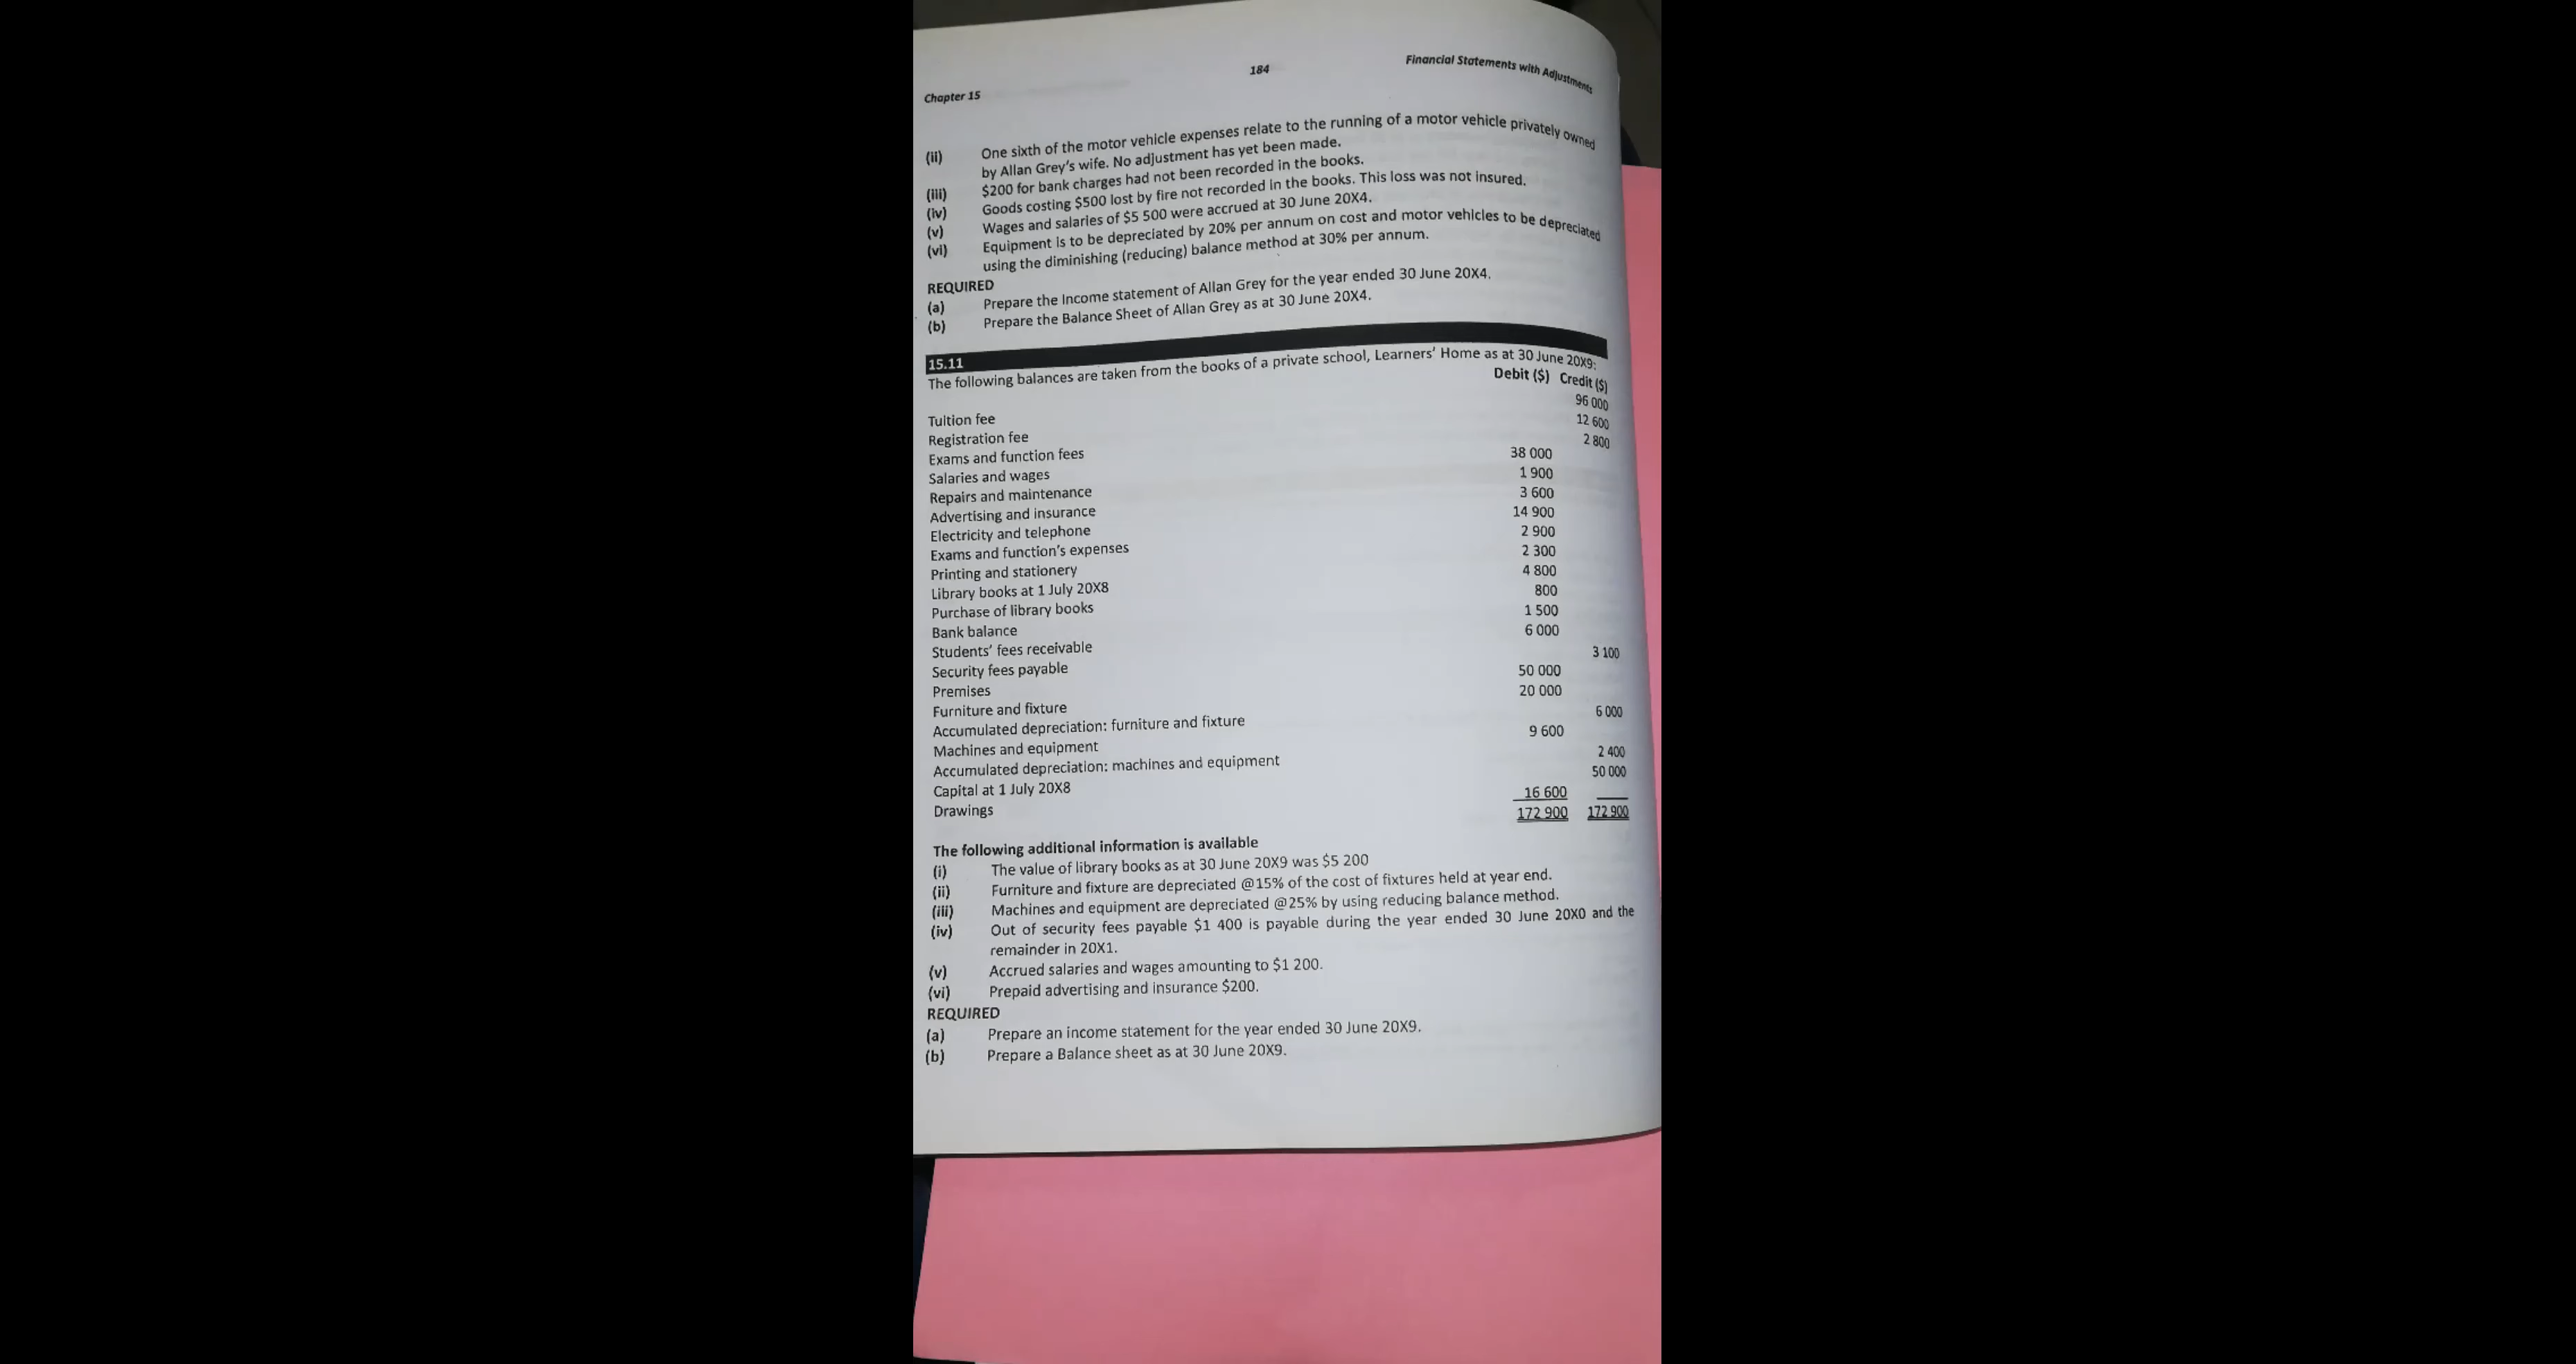 Chapter 15 184 Financial Statements with Adjustments
(ii) One sixth of the motor vehicle expenses relate to the running of a motor vehicle privately owned
by Allan Grey's wife. No adjustment has yet been made.
(iii) $200 for bank charges had not been recorded in the books.
(iv) Goods costing $500 lost by fire not recorded in the books. This loss was not insured.
(v) Wages and salaries of $5 500 were accrued at 30 June 20X4.
(vi) Equipment is to be depreciated by 20% per annum on cost and motor vehicles to be depreciated
using the diminishing (reducing) balance method at 30% per annum.
REQUIRED
(a) Prepare the Income statement of Allan Grey for the year ended 30 June 20X4.
(b) Prepare the Balance Sheet of Allan Grey as at 30 June 20X4.
15.11
The following balances are taken from the books of a private school, Learners' Home as at 30 June 20X9:
Debit ($) Credit ($)
Tuition fee 96 000
Registration fee 12 600
Exams and function fees 2 800
Salaries and wages 38 000
Repairs and maintenance 1 900
Advertising and insurance 3 600
Electricity and telephone 14 900
Exams and function's expenses 2 900
Printing and stationery 2 300
Library books at 1 July 20X8 4 800
Purchase of library books 800
Bank balance 1 500
Students' fees receivable 6 000
Security fees payable 3 100
Premises 50 000
Furniture and fixture 20 000
Accumulated depreciation: furniture and fixture 6 000
Machines and equipment 9 600
Accumulated depreciation: machines and equipment 2 400
Capital at 1 July 20X8 50 000
Drawings 16 600
172 900 172 900
The following additional information is available
(i) The value of library books as at 30 June 20X9 was $5 200
(ii) Furniture and fixture are depreciated @15% of the cost of fixtures held at year end.
(iii) Machines and equipment are depreciated @25% by using reducing balance method.
(iv) Out of security fees payable $1 400 is payable during the year ended 30 June 20X0 and the
remainder in 20X1.
(v) Accrued salaries and wages amounting to $1 200.
(vi) Prepaid advertising and insurance $200.
REQUIRED
(a) Prepare an income statement for the year ended 30 June 20X9.
(b) Prepare a Balance sheet as at 30 June 20X9.